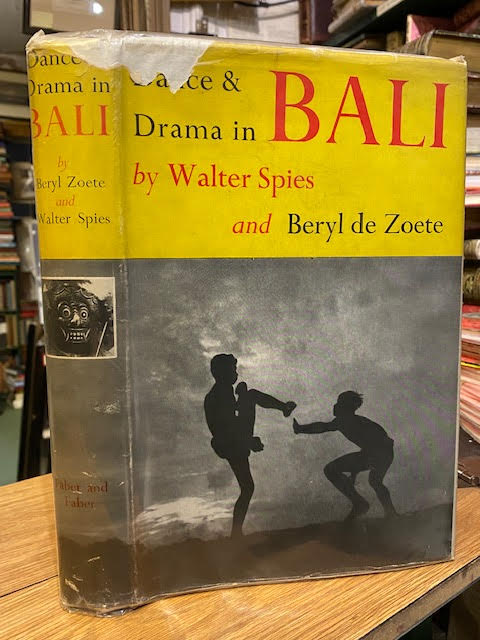 Dance
Drama in
BALI
by
Beryl Zoete
and
Walter Spies
Faber and
Faber
Dance &
Drama in BALI
by Walter Spies
and Beryl de Zoete